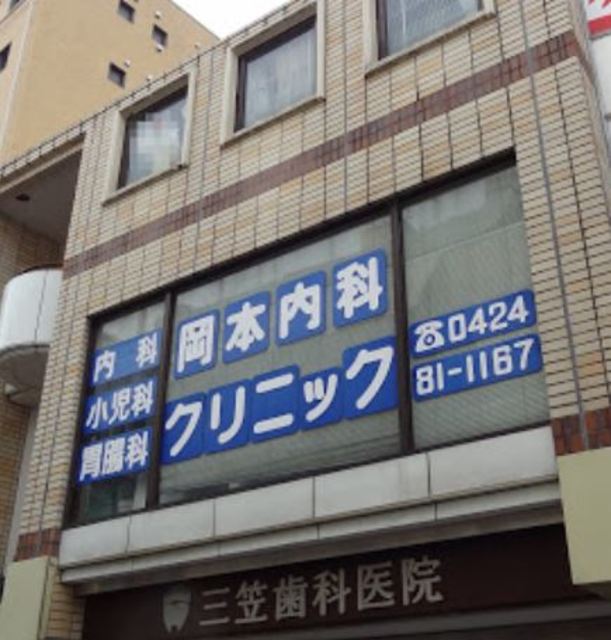 内科
小児科
胃腸科
岡本内科
クリニック
☎0424
81-1167
三笠歯科医院